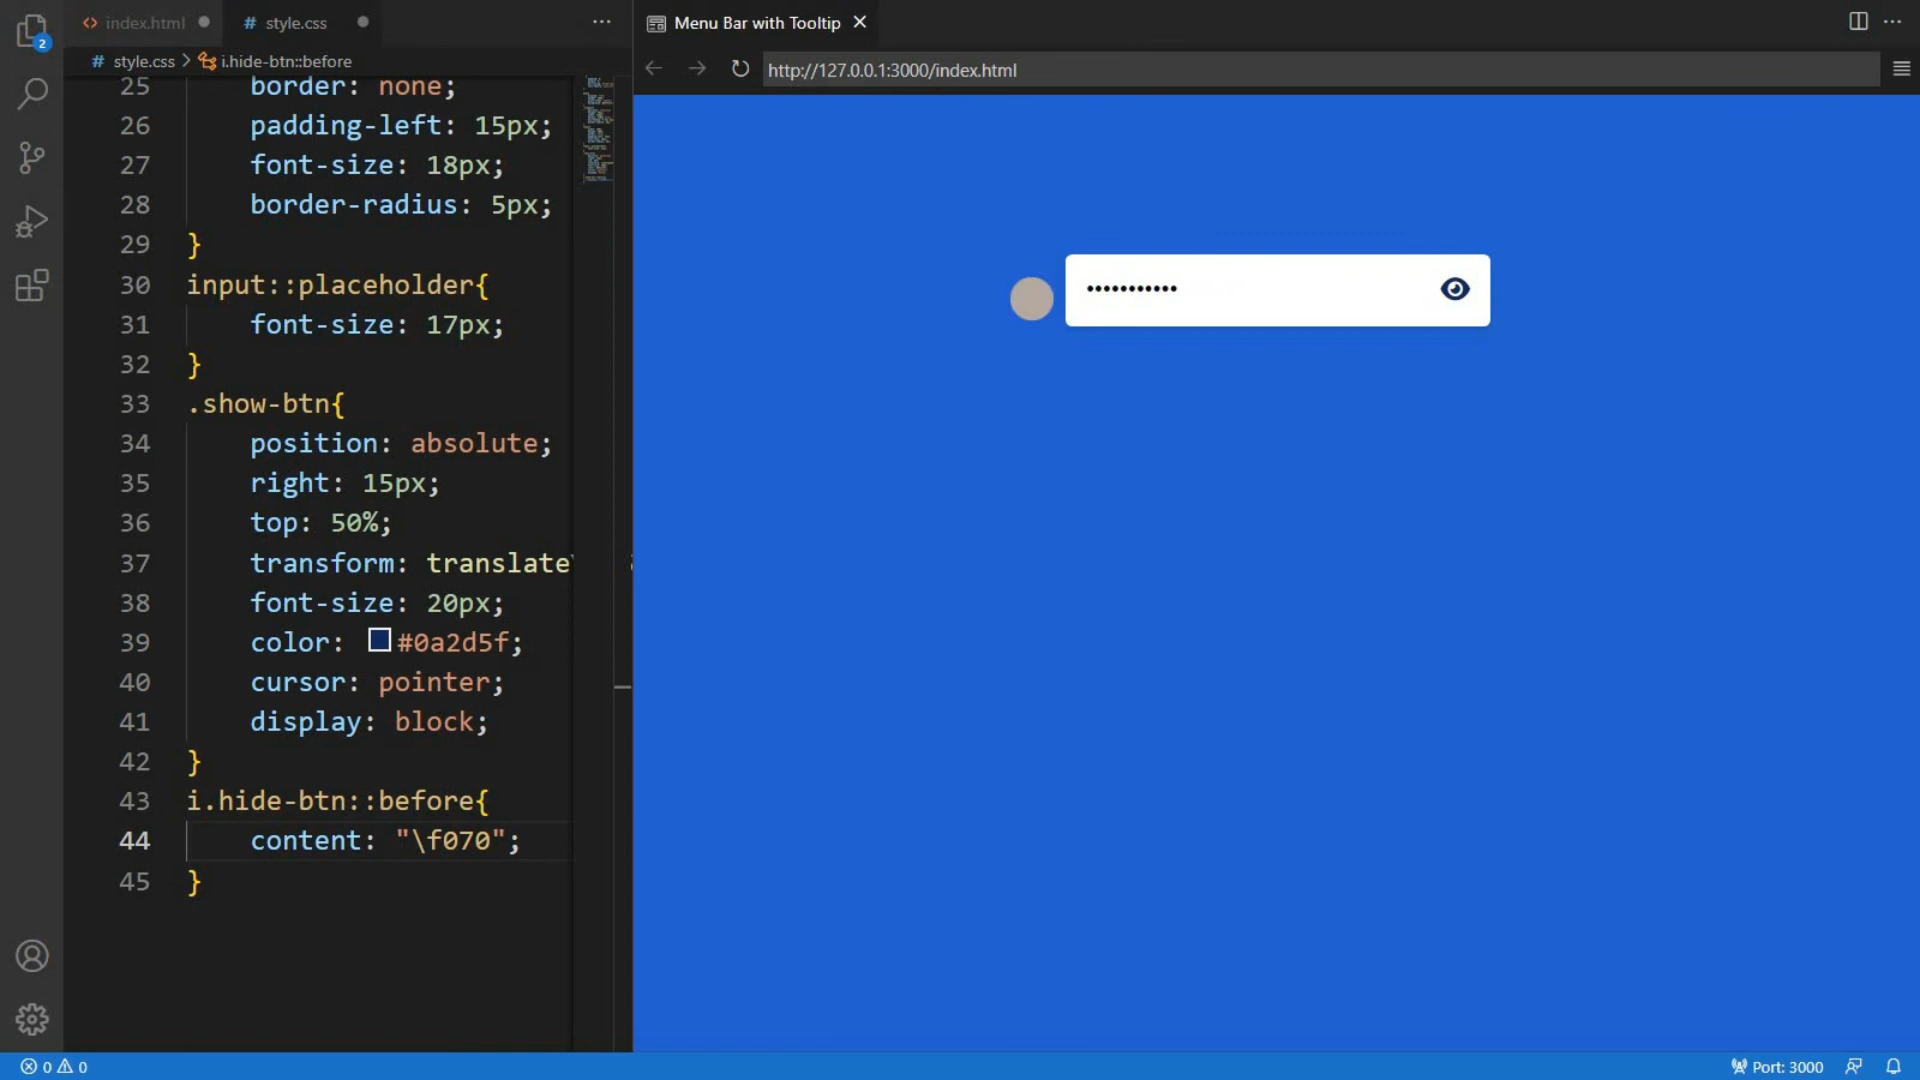 index.html
# style.css
...
Menu Bar with Tooltip
2
# style.css > i.hide-btn::before
http://127.0.0.1:3000/index.html
25 border: none;
26 padding-left: 15px;
27 font-size: 18px;
28 border-radius: 5px;
29 }
30 input::placeholder{
31 font-size: 17px;
32 }
33 .show-btn{
34 position: absolute;
35 right: 15px;
36 top: 50%;
37 transform: translate
38 font-size: 20px;
39 color: #0a2d5f;
40 cursor: pointer;
41 display: block;
42 }
43 i.hide-btn::before{
44 content: "\f070";
45 }
•••••••••••
0 0
Port: 3000